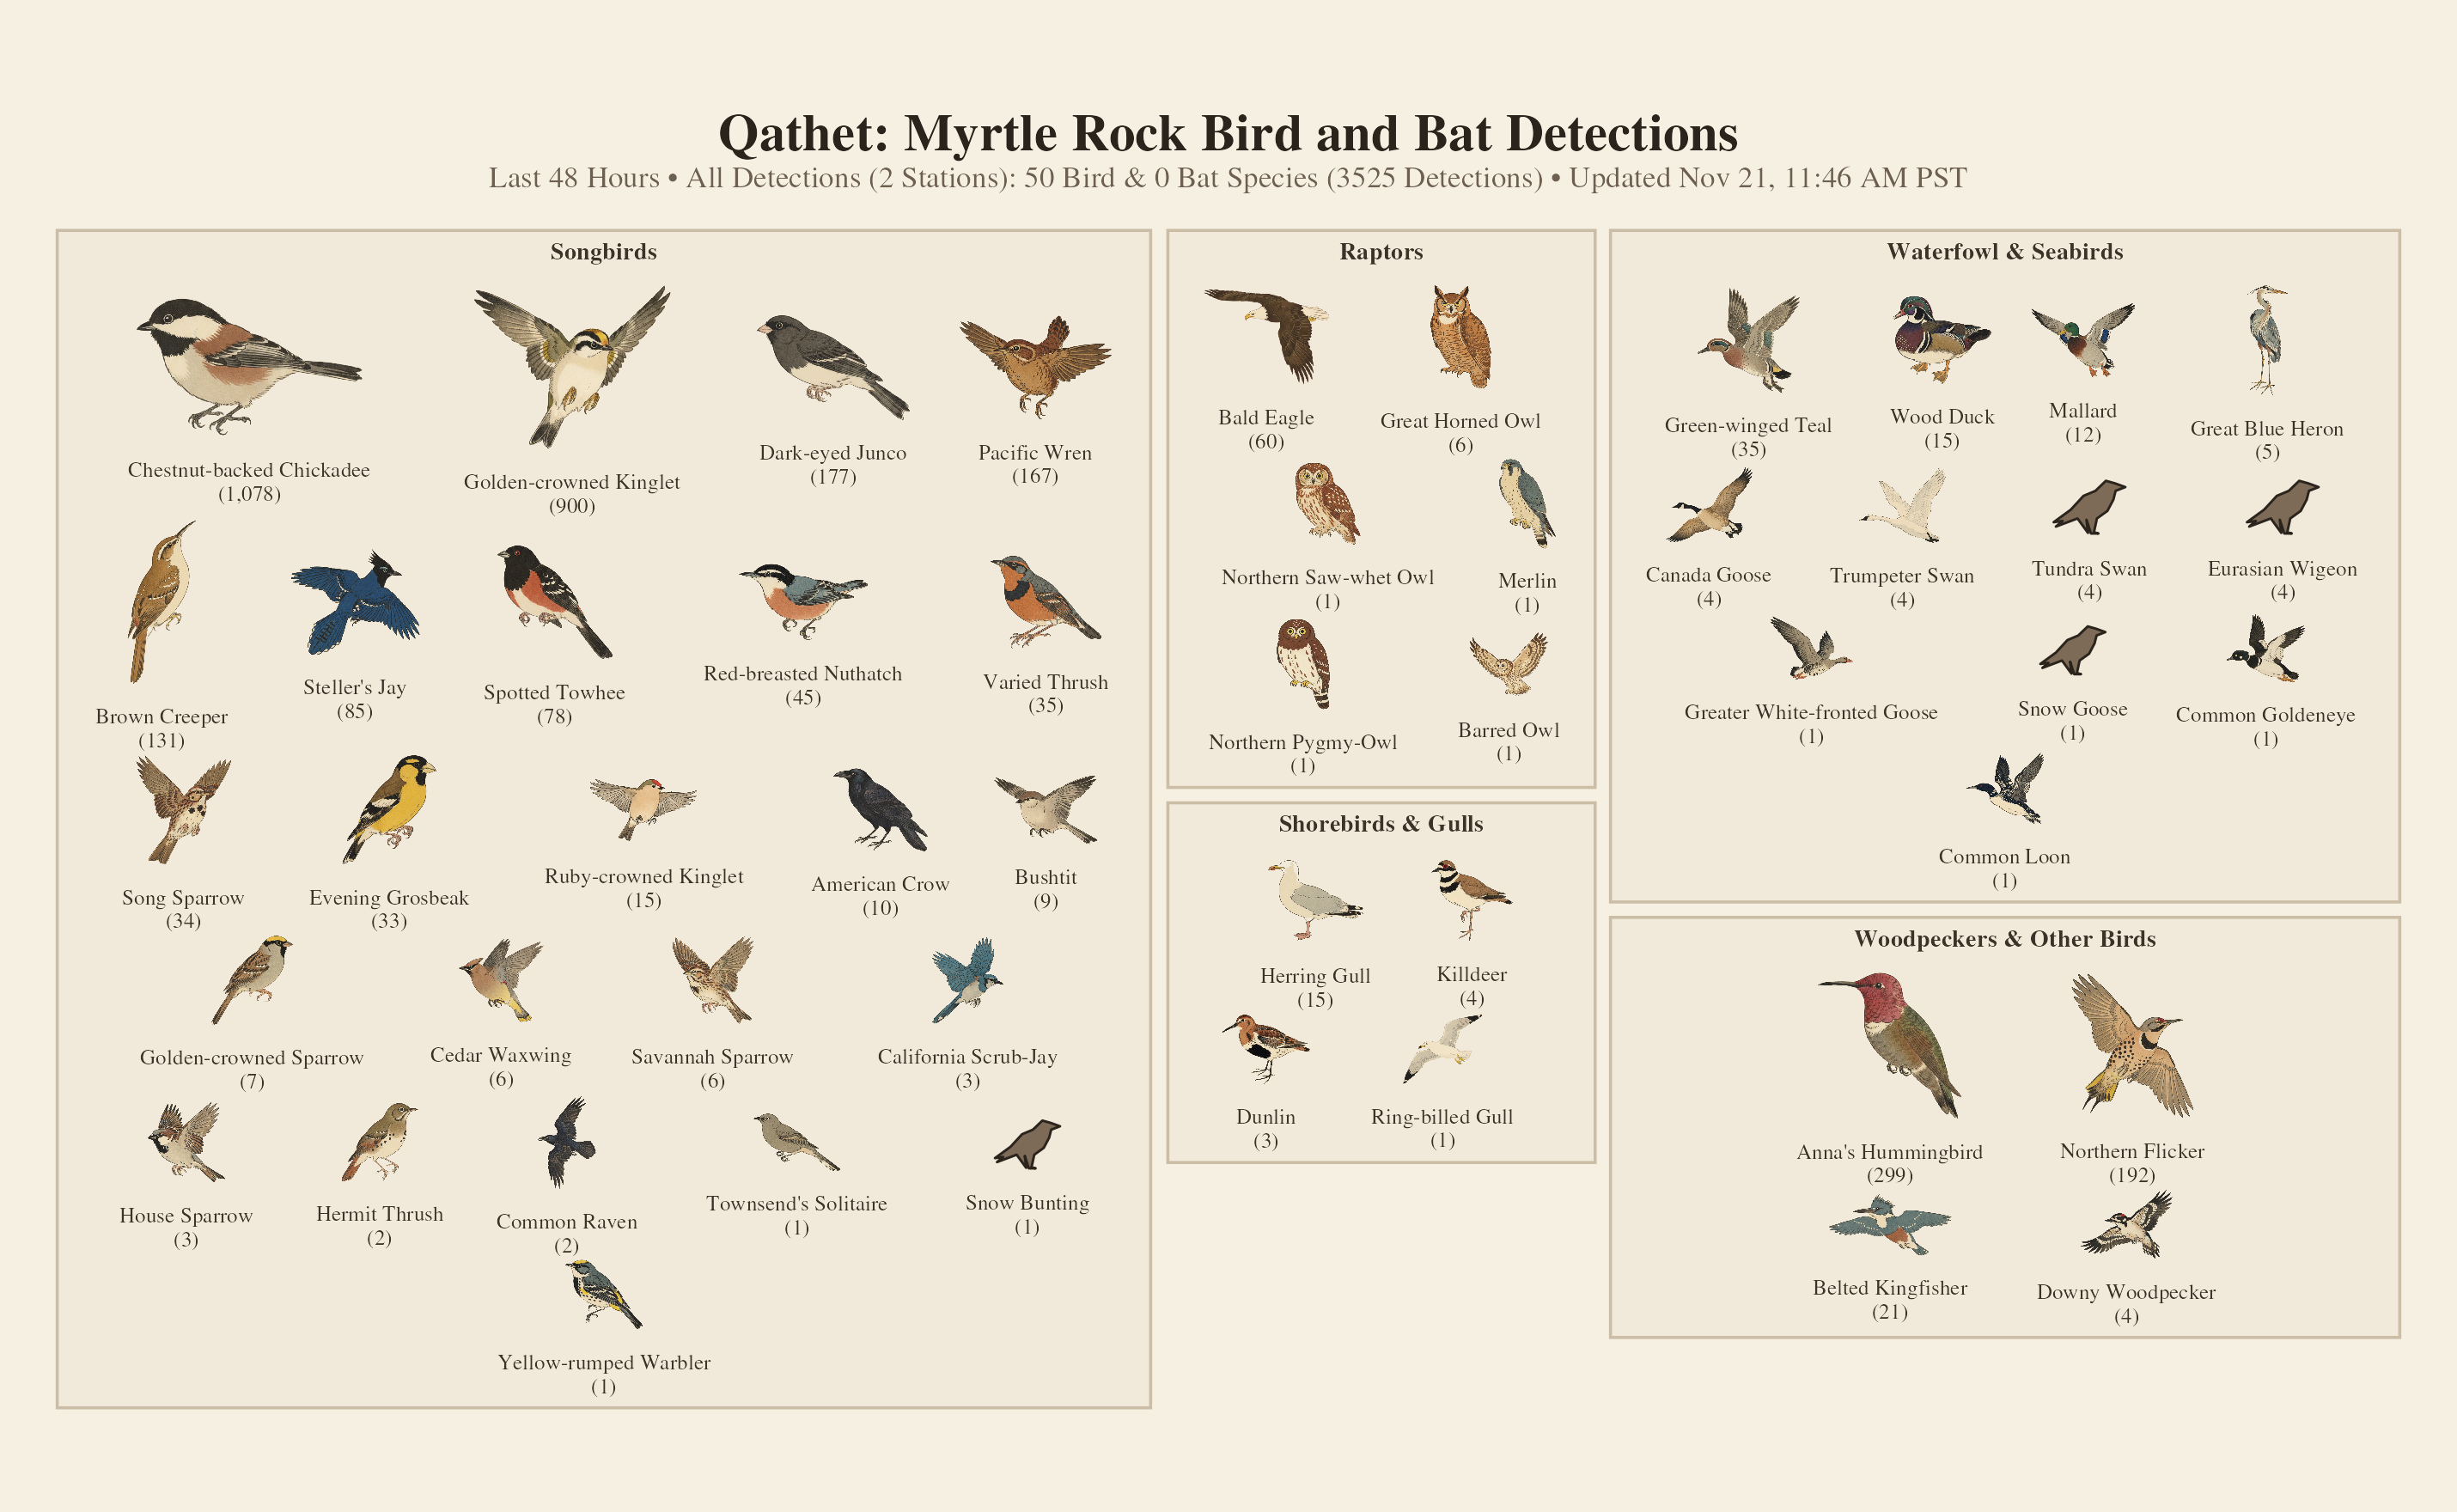 Qathet: Myrtle Rock Bird and Bat Detections
Last 48 Hours • All Detections (2 Stations): 50 Bird & 0 Bat Species (3525 Detections) • Updated Nov 21, 11:46 AM PST
Songbirds
Chestnut-backed Chickadee
(1,078)
Golden-crowned Kinglet
(900)
Dark-eyed Junco
(177)
Pacific Wren
(167)
Brown Creeper
(131)
Steller's Jay
(85)
Spotted Towhee
(78)
Red-breasted Nuthatch
(45)
Varied Thrush
(35)
Song Sparrow
(34)
Evening Grosbeak
(33)
Ruby-crowned Kinglet
(15)
American Crow
(10)
Bushtit
(9)
Golden-crowned Sparrow
(7)
Cedar Waxwing
(6)
Savannah Sparrow
(6)
California Scrub-Jay
(3)
House Sparrow
(3)
Hermit Thrush
(2)
Common Raven
(2)
Townsend's Solitaire
(1)
Snow Bunting
(1)
Yellow-rumped Warbler
(1)
Raptors
Bald Eagle
(60)
Great Horned Owl
(6)
Northern Saw-whet Owl
(1)
Merlin
(1)
Northern Pygmy-Owl
(1)
Barred Owl
(1)
Shorebirds & Gulls
Herring Gull
(15)
Killdeer
(4)
Dunlin
(3)
Ring-billed Gull
(1)
Waterfowl & Seabirds
Green-winged Teal
(35)
Wood Duck
(15)
Mallard
(12)
Great Blue Heron
(5)
Canada Goose
(4)
Trumpeter Swan
(4)
Tundra Swan
(4)
Eurasian Wigeon
(4)
Greater White-fronted Goose
(1)
Snow Goose
(1)
Common Goldeneye
(1)
Common Loon
(1)
Woodpeckers & Other Birds
Anna's Hummingbird
(299)
Northern Flicker
(192)
Belted Kingfisher
(21)
Downy Woodpecker
(4)